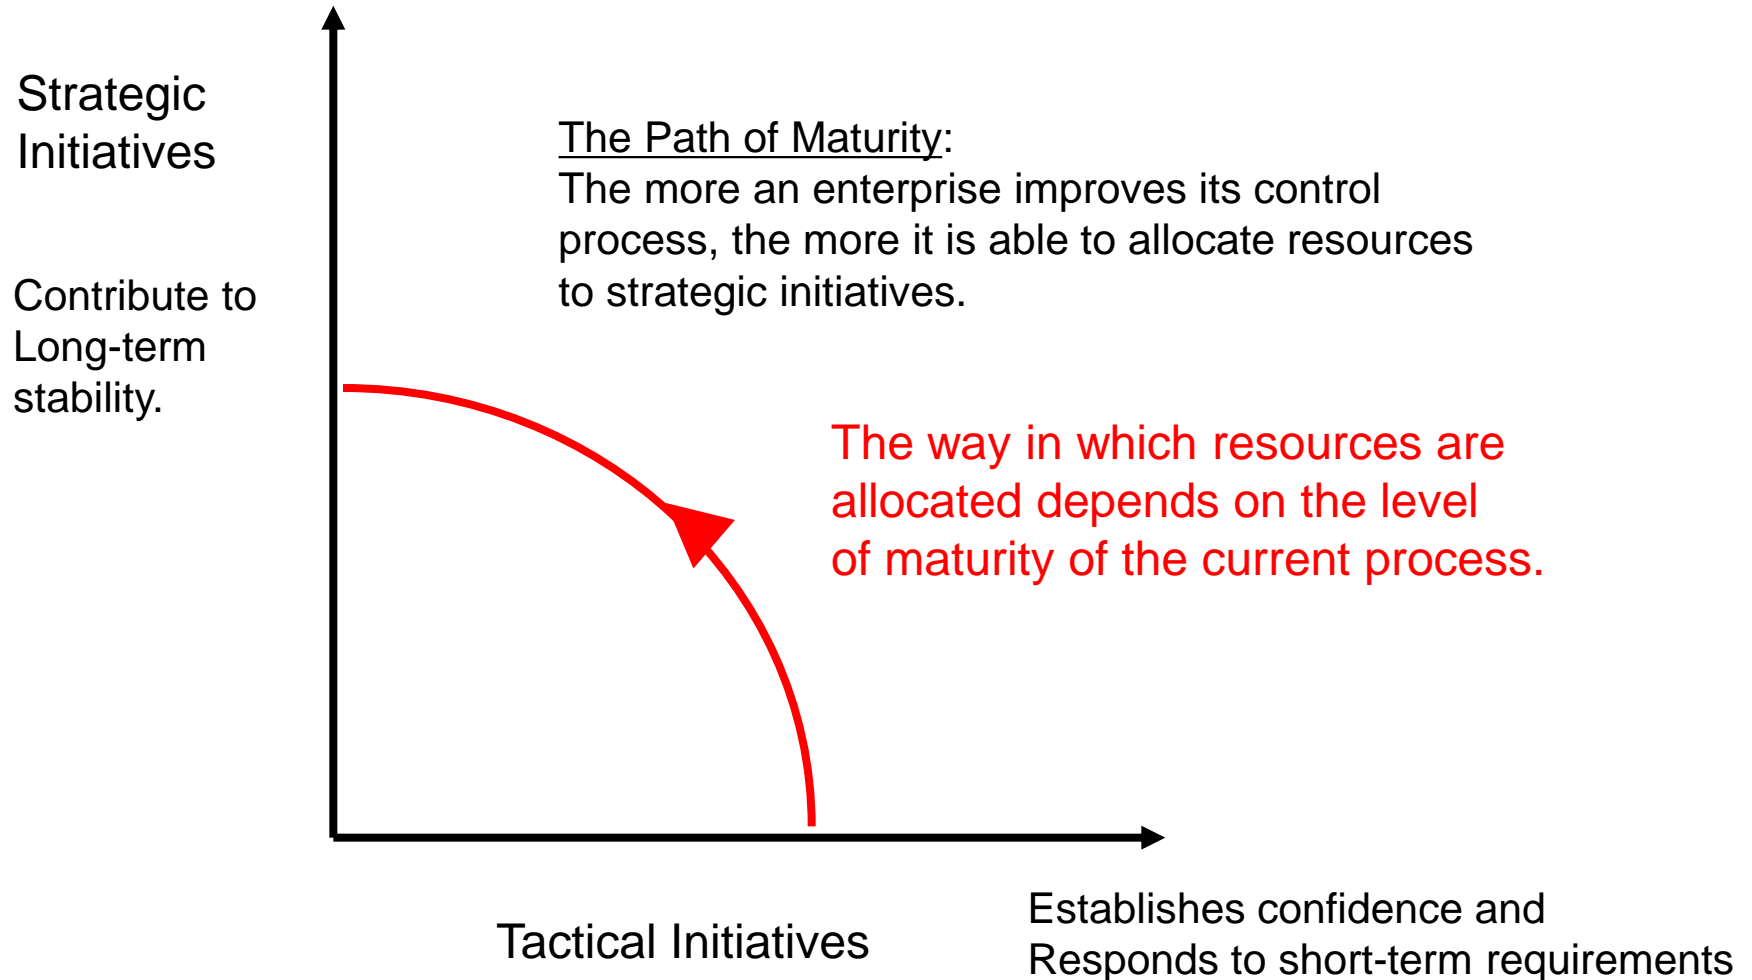 Strategic
Initiatives
Contribute to
Long-term
stability.
The Path of Maturity:
The more an enterprise improves its control
process, the more it is able to allocate resources
to strategic initiatives.
The way in which resources are
allocated depends on the level
of maturity of the current process.
Tactical Initiatives
Establishes confidence and
Responds to short-term requirements